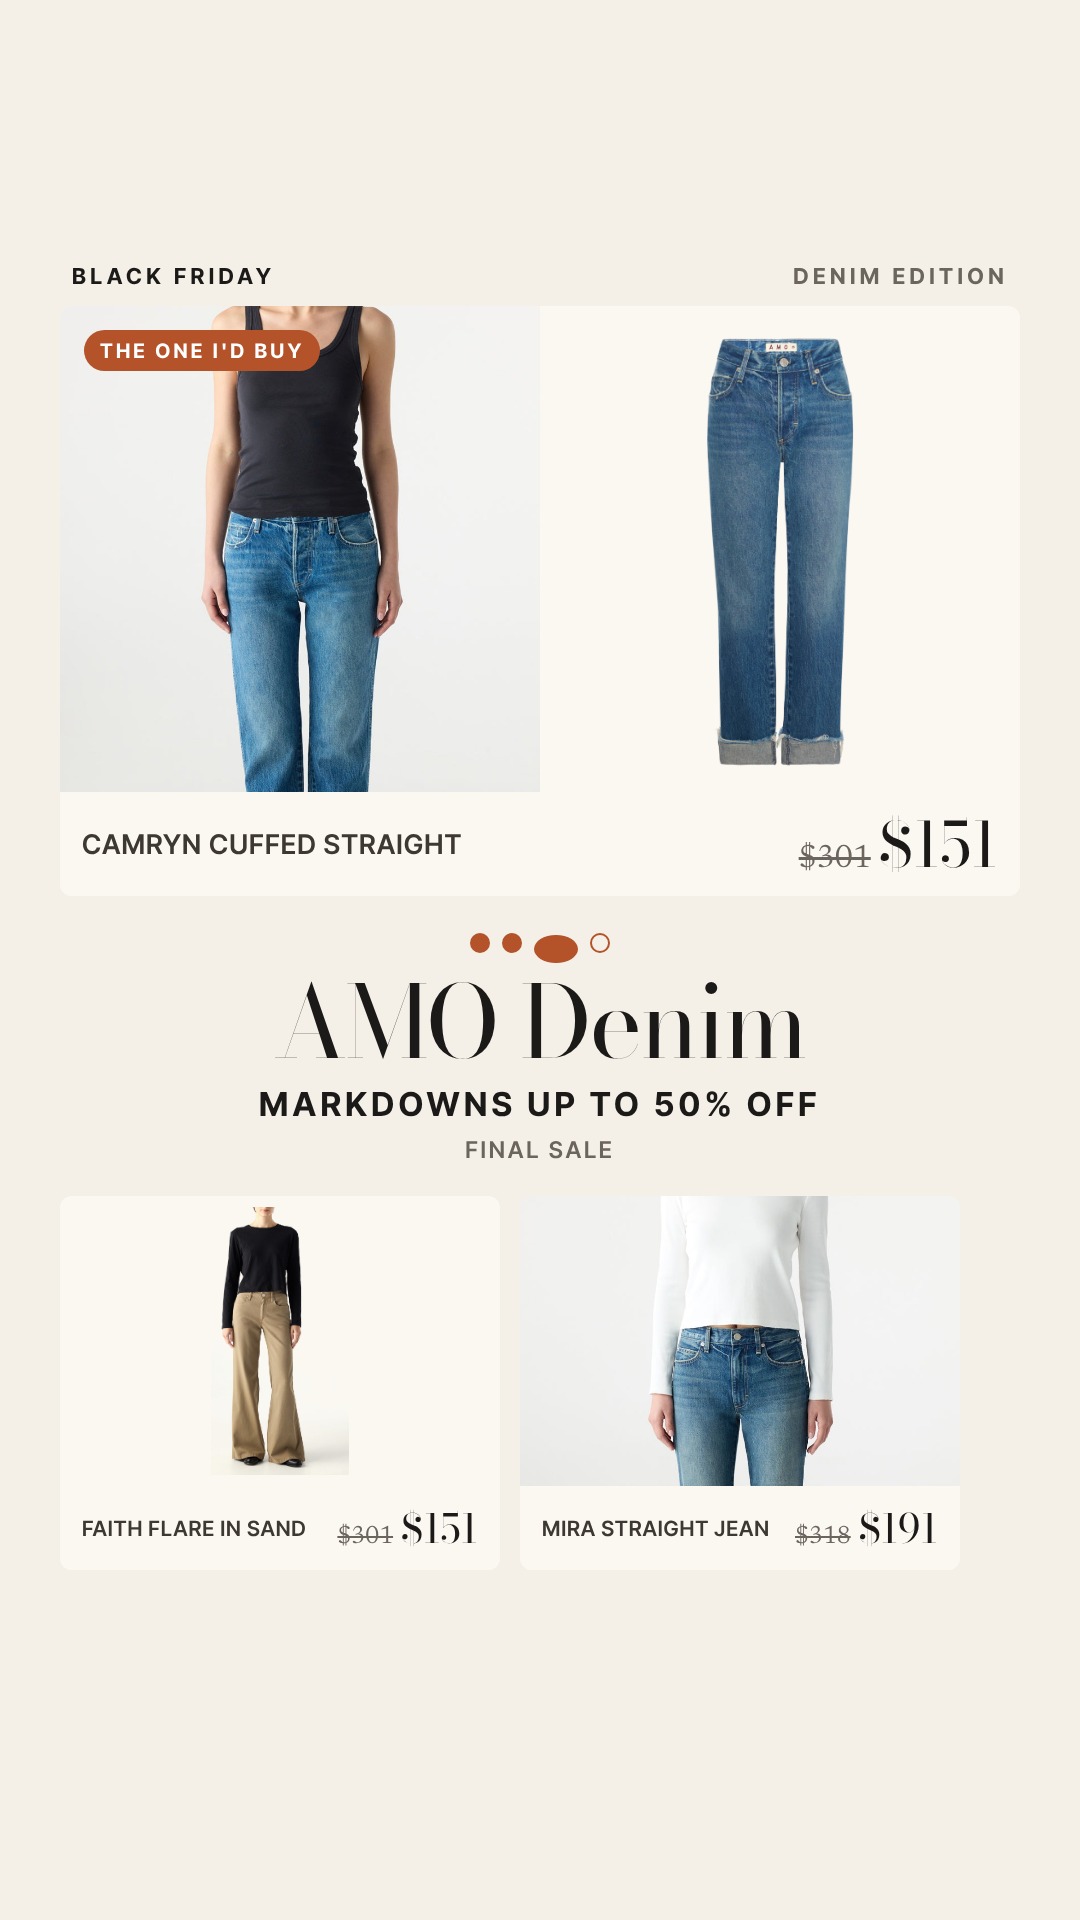 BLACK FRIDAY
DENIM EDITION
THE ONE I'D BUY
AMO
CAMRYN CUFFED STRAIGHT
$301 $151
AMO Denim
MARKDOWNS UP TO 50% OFF
FINAL SALE
FAITH FLARE IN SAND
$301 $151
MIRA STRAIGHT JEAN
$318 $191